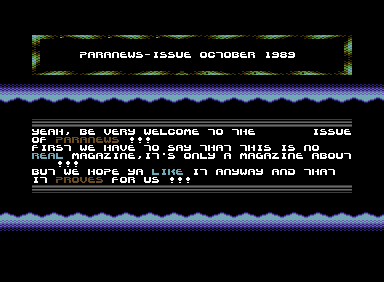 PARANEWS-ISSUE OCTOBER 1989
YEAH, BE VERY WELCOME TO THE ISSUE
OF PARANEWS !!!
FIRST WE HAVE TO SAY THAT THIS IS NO
REAL MAGAZINE,IT'S ONLY A MAGAZINE ABOUT
!!!
BUT WE HOPE YA LIKE IT ANYWAY AND THAT
IT PROVES FOR US !!!